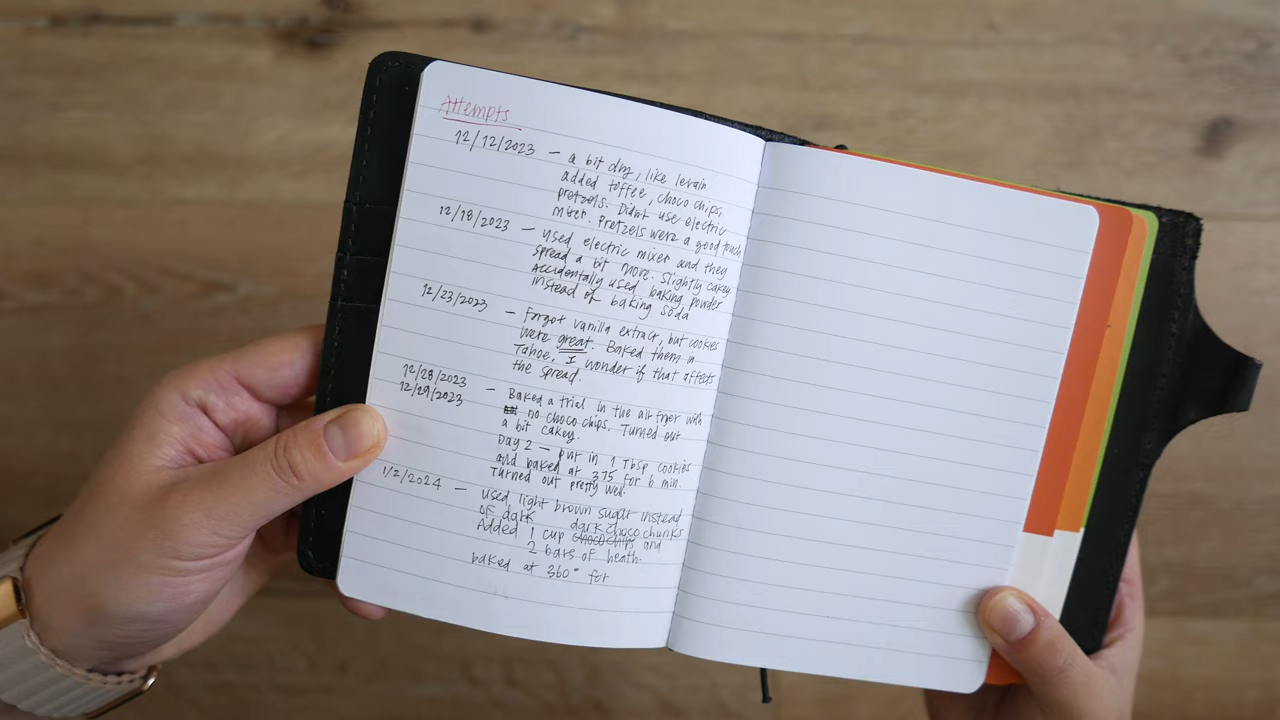 Attempts
12/12/2023 – a bit dry, like levain
added toffee, choco chips,
pretzels. Didnt use electric
mixer. Pretzels were a good touch
12/18/2023 – used electric mixer and they
spread a bit more. Slightly cakey
Accidentally used baking powder
instead of baking soda
12/23/2023 – Forgot vanilla extract, but cookies
were great. Baked them in
Tahoe. I wonder if that affects
the spread.
12/28/2023
12/29/2023 – Baked a trial in the air fryer with
no choco chips. Turned out
a bit cakey.
Day 2 – put in 1 Tbsp cookies
and baked at 375 for 6 min.
Turned out pretty well.
1/2/2024 – used light brown sugar instead
of dark
dark choco chunks
Added 1 cup choco chips and
2 bars of heath.
baked at 360° for